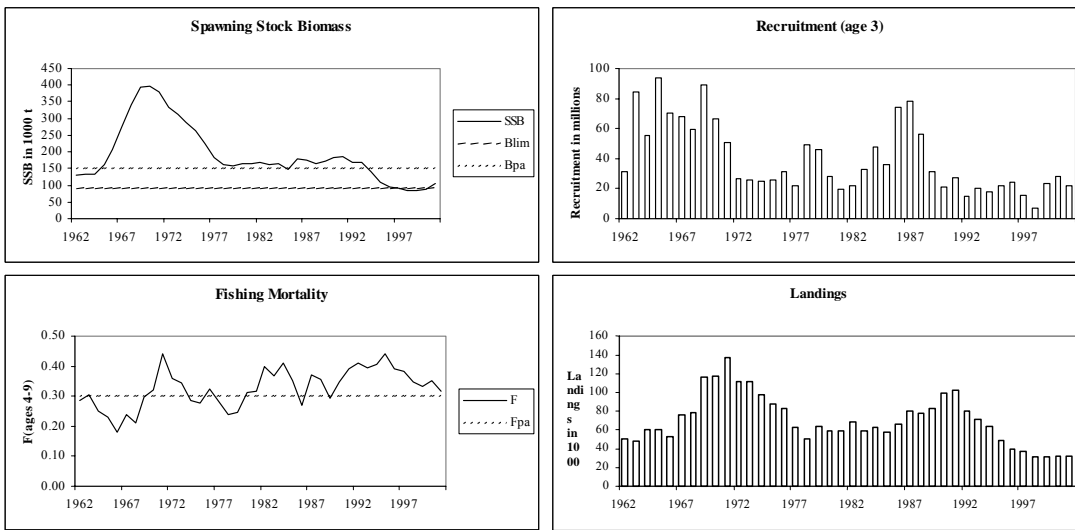 Spawning Stock Biomass
SSB in 1000 t
450
400
350
300
250
200
150
100
50
0
1962 1967 1972 1977 1982 1987 1992 1997
SSB
Blim
Bpa
Recruitment (age 3)
Recruitment in millions
100
80
60
40
20
0
1962 1967 1972 1977 1982 1987 1992 1997
Fishing Mortality
F(ages 4-9)
0.50
0.40
0.30
0.20
0.10
0.00
1962 1967 1972 1977 1982 1987 1992 1997
F
Fpa
Landings
La
ndi
ng
s
in
10
00
160
140
120
100
80
60
40
20
0
1962 1967 1972 1977 1982 1987 1992 1997